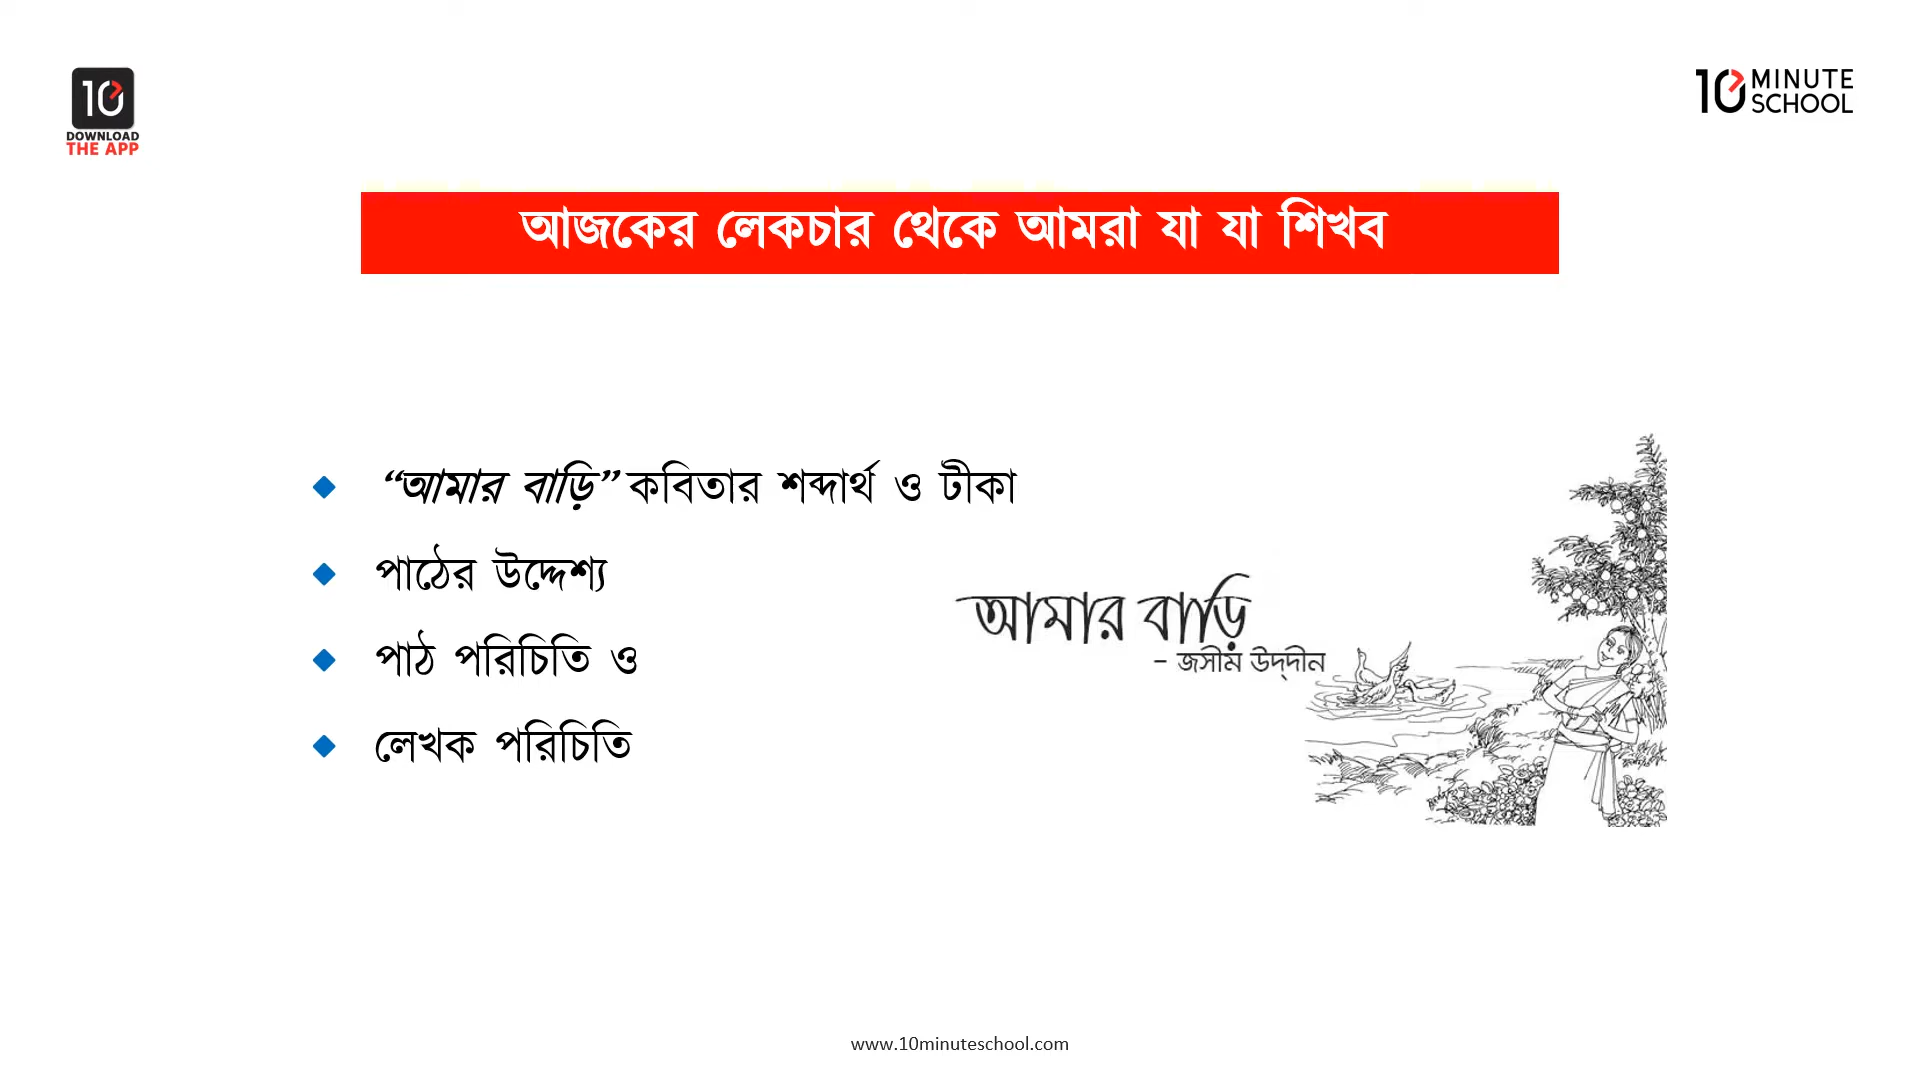 10
DOWNLOAD
THE APP
10 MINUTE
SCHOOL
আজকের লেকচার থেকে আমরা যা যা শিখব
“আমার বাড়ি” কবিতার শব্দার্থ ও টীকা
পাঠের উদ্দেশ্য
পাঠ পরিচিতি ও
লেখক পরিচিতি
আমার বাড়ি
- জসীম উদ্‌দীন
www.10minuteschool.com